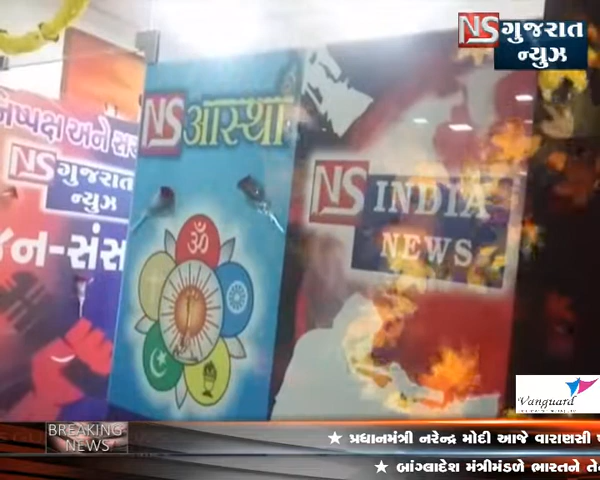 NS ગુજરાત
ન્યુઝ
નિષ્પક્ષ અને
NS ગુજરાત
ન્યુઝ
જન-સંસ
NS आस्था
ॐ
NS INDIA
NEWS
Vanguard
BREAKING
NEWS
★ પ્રધાનમંત્રી નરેન્દ્ર મોદી આજે વારાણસી
★ બાંગ્લાદેશ મંત્રીમંડળે ભારતને